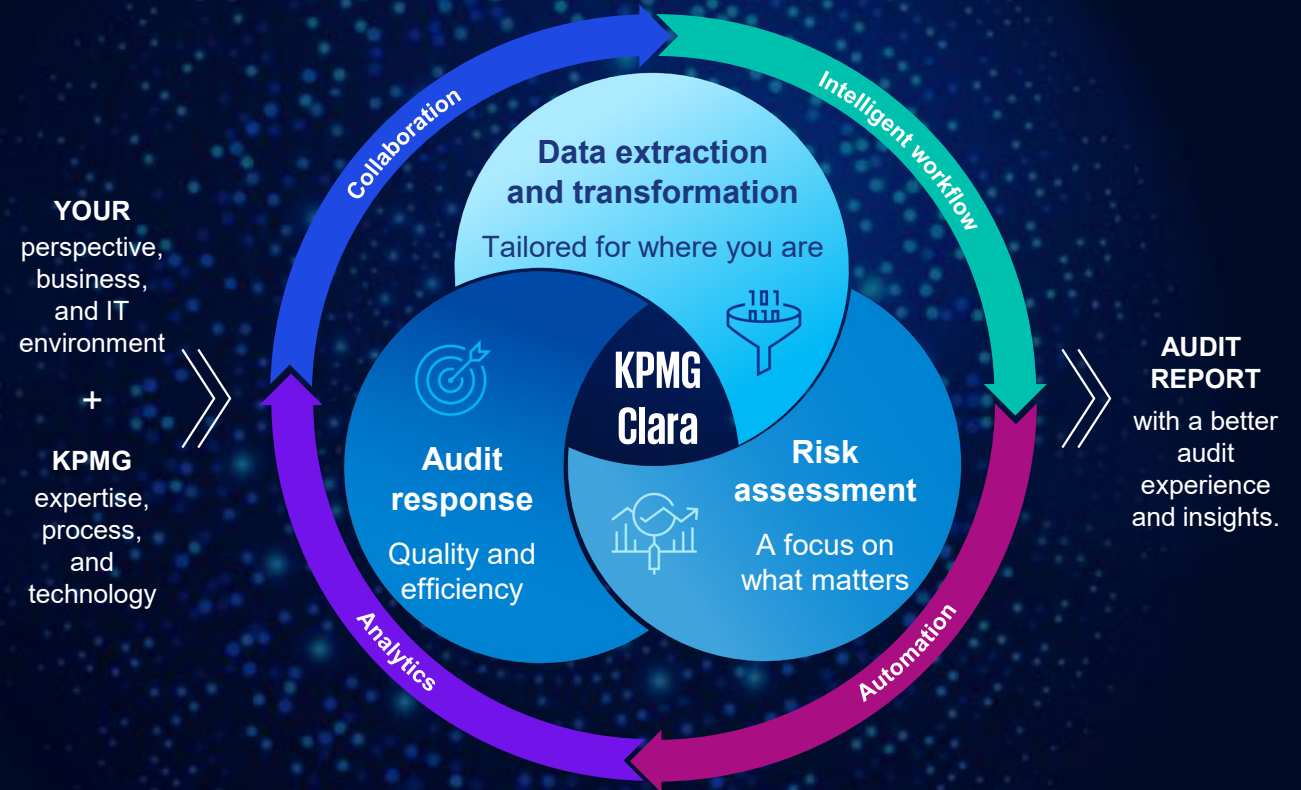 YOUR
perspective,
business,
and IT
environment
+
KPMG
expertise,
process,
and
technology
Collaboration
Intelligent workflow
Automation
Analytics
Data extraction
and transformation
Tailored for where you are
101
010
KPMG
Clara
Audit
response
Quality and
efficiency
Risk
assessment
A focus on
what matters
AUDIT
REPORT
with a better
audit
experience
and insights.